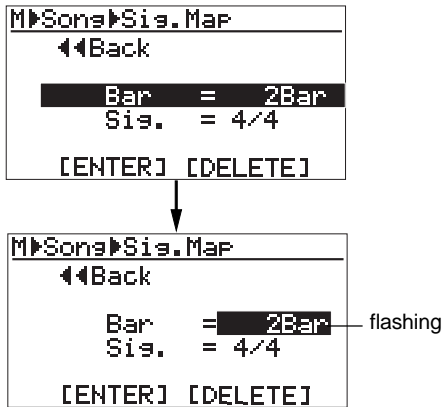 M▶Song▶Sig.Map
◀◀Back
Bar = 2Bar
Sig. = 4/4
[ENTER] [DELETE]
M▶Song▶Sig.Map
◀◀Back
Bar = 2Bar flashing
Sig. = 4/4
[ENTER] [DELETE]